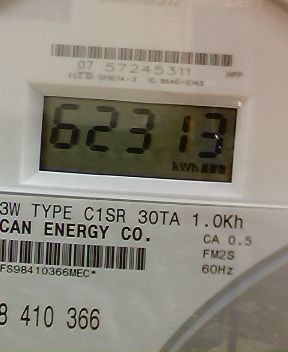 07 57245311
62313
kWh
3W TYPE C1SR 30TA 1.0Kh
CAN ENERGY CO.
CA 0.5
FM2S
60Hz
FS98410366MEC*
8 410 366